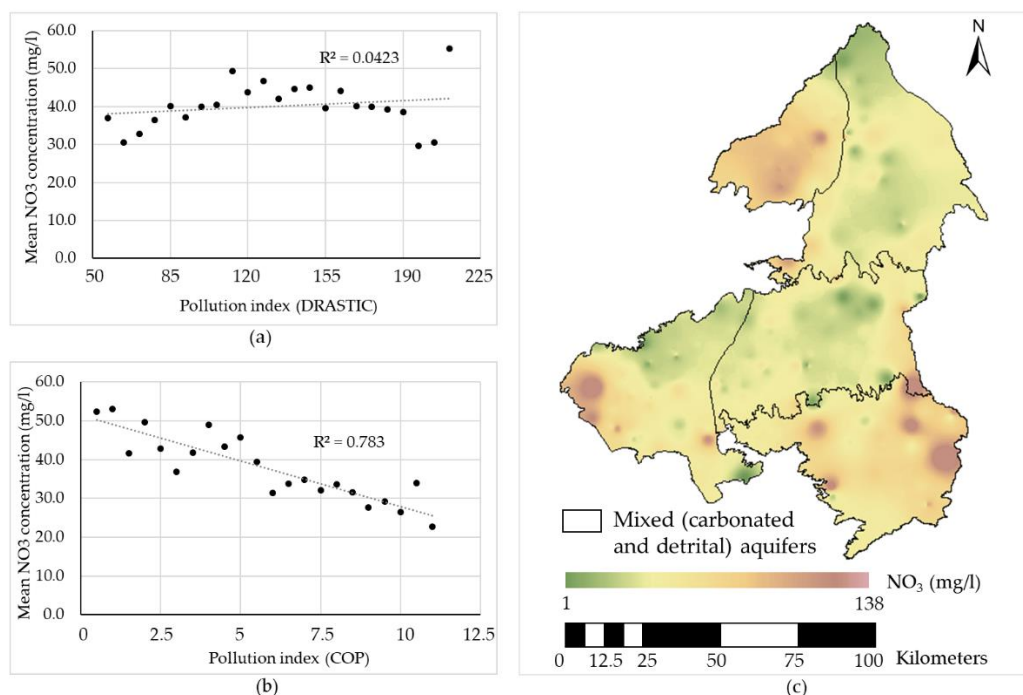 60.0
50.0
40.0
30.0
20.0
10.0
0.0
Mean NO3 concentration (mg/l)
R² = 0.0423
50 85 120 155 190 225
Pollution index (DRASTIC)
(a)
60.0
50.0
40.0
30.0
20.0
10.0
0.0
Mean NO3 concentration (mg/l)
R² = 0.783
0 2.5 5 7.5 10 12.5
Pollution index (COP)
(b)
N
Mixed (carbonated
and detrital) aquifers
NO₃ (mg/l)
1 138
0 12.5 25 50 75 100 Kilometers
(c)